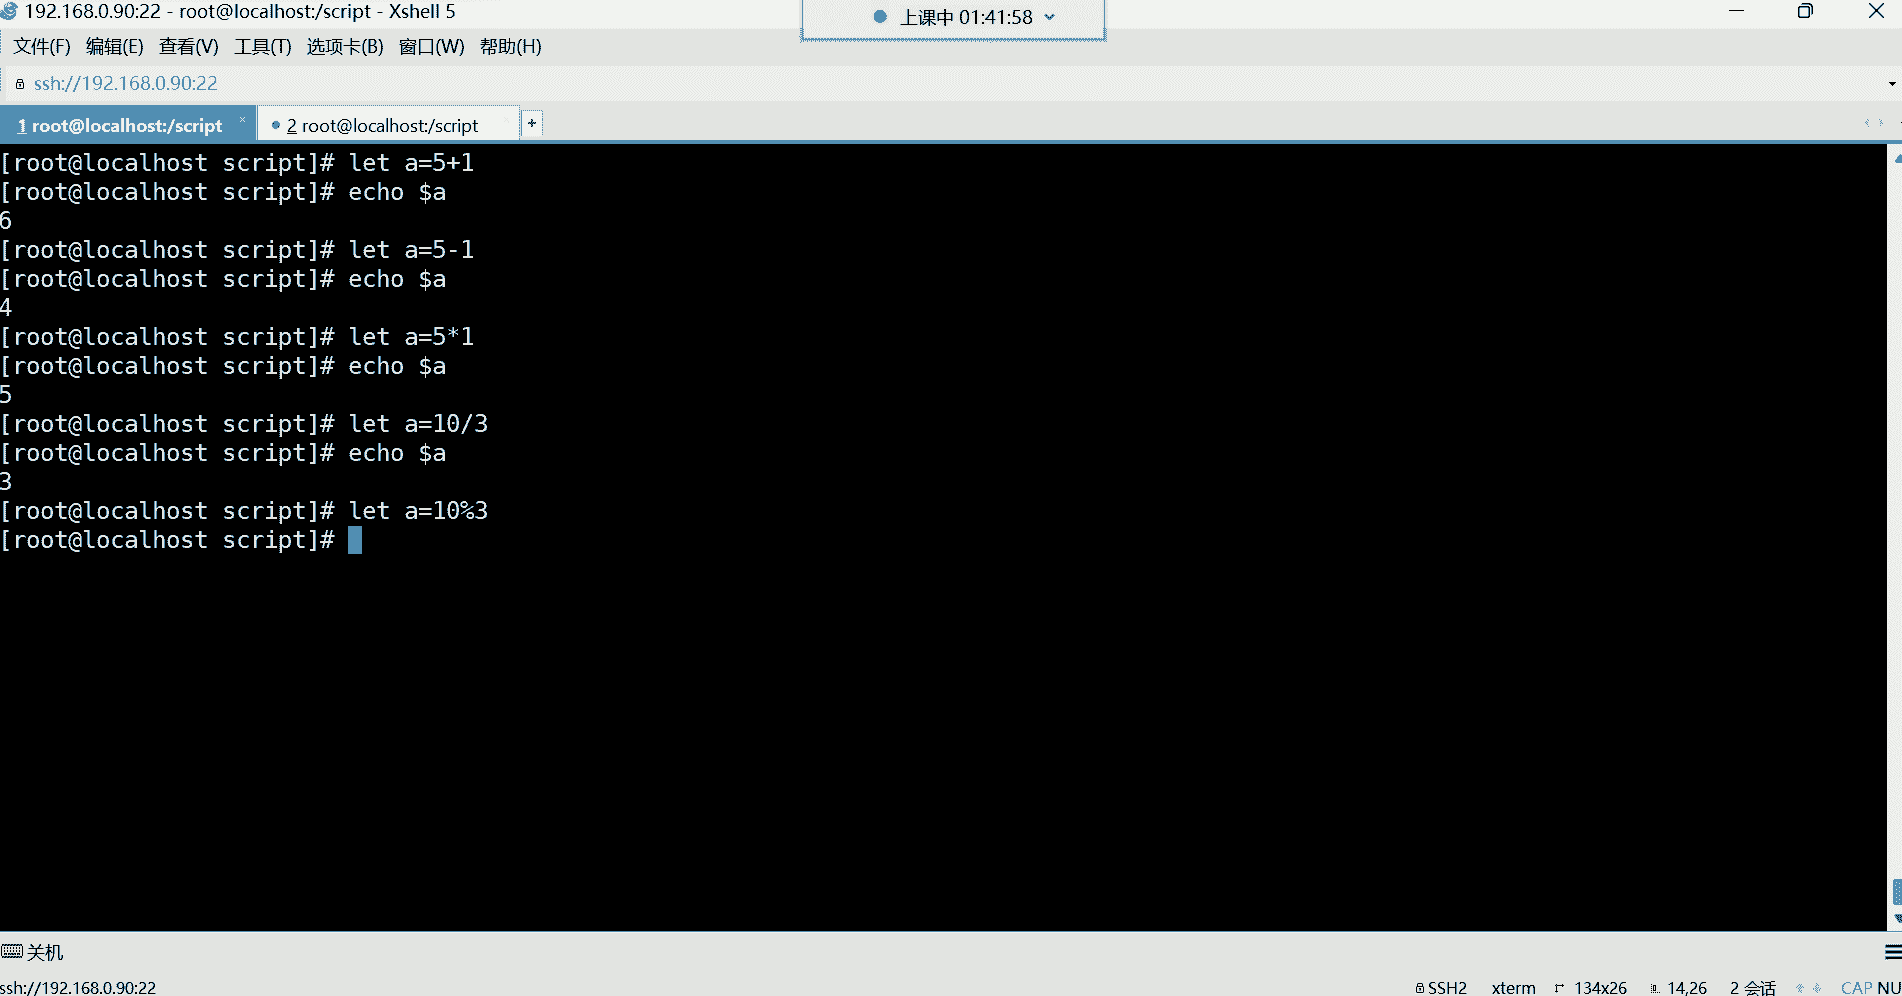 192.168.0.90:22 - root@localhost:/script - Xshell 5
上课中 01:41:58
文件(F) 编辑(E) 查看(V) 工具(T) 选项卡(B) 窗口(W) 帮助(H)
ssh://192.168.0.90:22
1 root@localhost:/script × 2 root@localhost:/script +
[root@localhost script]# let a=5+1
[root@localhost script]# echo $a
6
[root@localhost script]# let a=5-1
[root@localhost script]# echo $a
4
[root@localhost script]# let a=5*1
[root@localhost script]# echo $a
5
[root@localhost script]# let a=10/3
[root@localhost script]# echo $a
3
[root@localhost script]# let a=10%3
[root@localhost script]#
关机
ssh://192.168.0.90:22 SSH2 xterm 134x26 14,26 2 会话 CAP NU